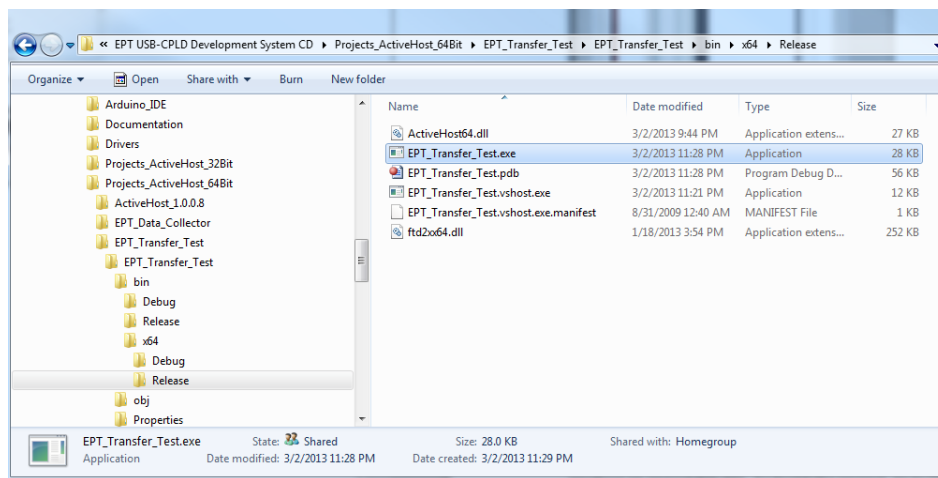 « EPT USB-CPLD Development System CD ▸ Projects_ActiveHost_64Bit ▸ EPT_Transfer_Test ▸ EPT_Transfer_Test ▸ bin ▸ x64 ▸ Release
Organize Open Share with Burn New folder
Arduino_IDE
Documentation
Drivers
Projects_ActiveHost_32Bit
Projects_ActiveHost_64Bit
ActiveHost_1.0.0.8
EPT_Data_Collector
EPT_Transfer_Test
EPT_Transfer_Test
bin
Debug
Release
x64
Debug
Release
obj
Properties
Name Date modified Type Size
ActiveHost64.dll 3/2/2013 9:44 PM Application extens... 27 KB
EPT_Transfer_Test.exe 3/2/2013 11:28 PM Application 28 KB
EPT_Transfer_Test.pdb 3/2/2013 11:28 PM Program Debug D... 56 KB
EPT_Transfer_Test.vshost.exe 3/2/2013 11:21 PM Application 12 KB
EPT_Transfer_Test.vshost.exe.manifest 8/31/2009 12:40 AM MANIFEST File 1 KB
ftd2xx64.dll 1/18/2013 3:54 PM Application extens... 252 KB
EPT_Transfer_Test.exe State: Shared Size: 28.0 KB Shared with: Homegroup
Application Date modified: 3/2/2013 11:28 PM Date created: 3/2/2013 11:29 PM